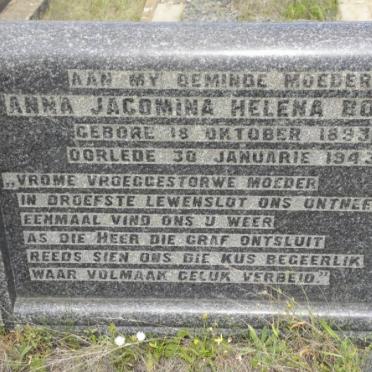 AAN MY BEMINDE MOEDER
ANNA JACOMINA HELENA BO
GEBORE 18 OKTOBER 1893
OORLEDE 30 JANUARIE 1943
„VROME VROEGGESTORWE MOEDER
IN DROEFSTE LEWENSLOT ONS ONTNEE
EENMAAL VIND ONS U WEER
AS DIE HEER DIE GRAF ONTSLUIT
REEDS SIEN ONS DIE KUS BEGEERLIK
WAAR VOLMAAK GELUK VERBEID."